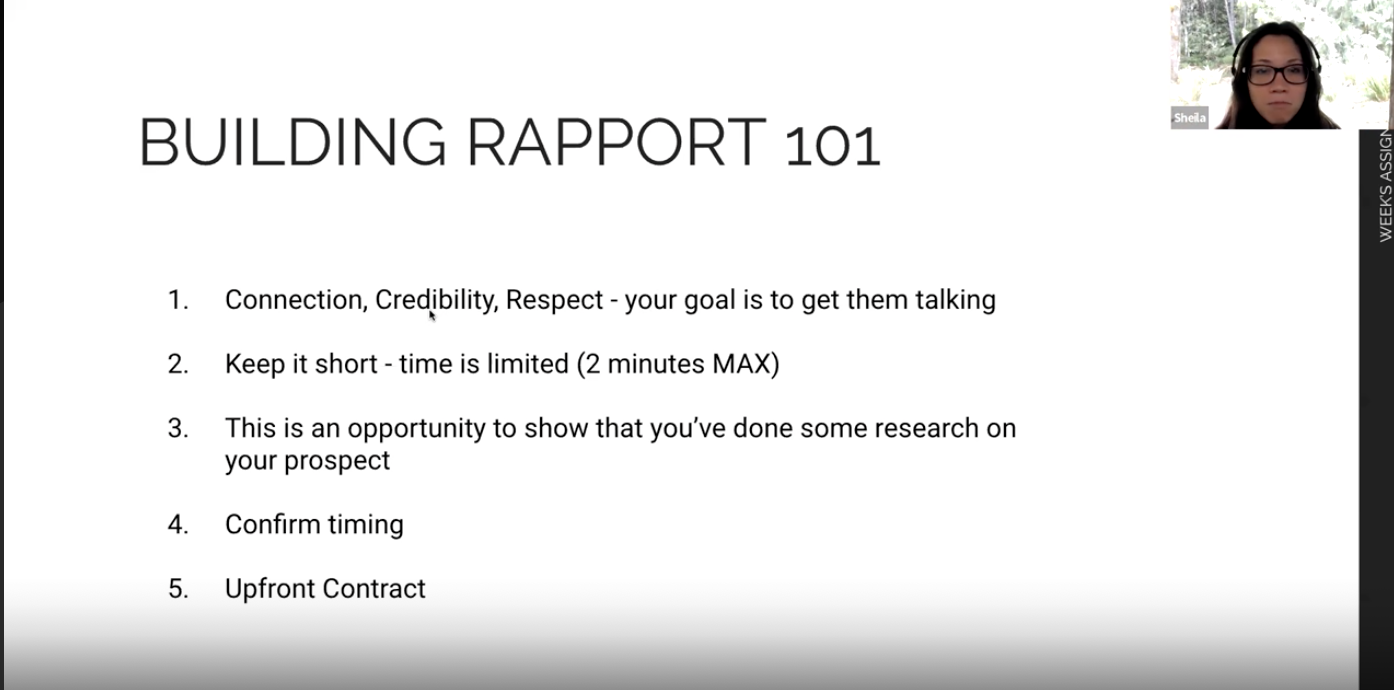 Sheila
BUILDING RAPPORT 101
WEEK'S ASSIGN
1. Connection, Credibility, Respect - your goal is to get them talking
2. Keep it short - time is limited (2 minutes MAX)
3. This is an opportunity to show that you've done some research on
your prospect
4. Confirm timing
5. Upfront Contract